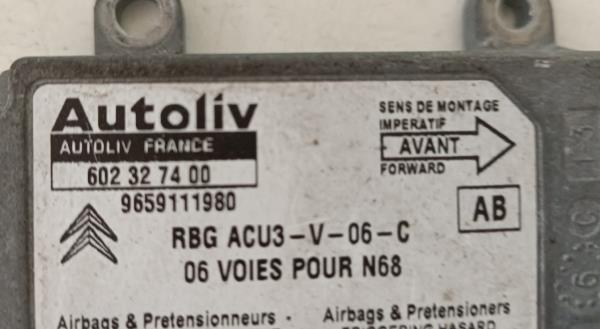 Autoliv
AUTOLIV FRANCE
602 32 74 00
9659111980
SENS DE MONTAGE
IMPERATIF
AVANT
FORWARD
AB
RBG ACU3-V-06-C
06 VOIES POUR N68
Airbags & Pretensionneurs -
Airbags & Pretensioners